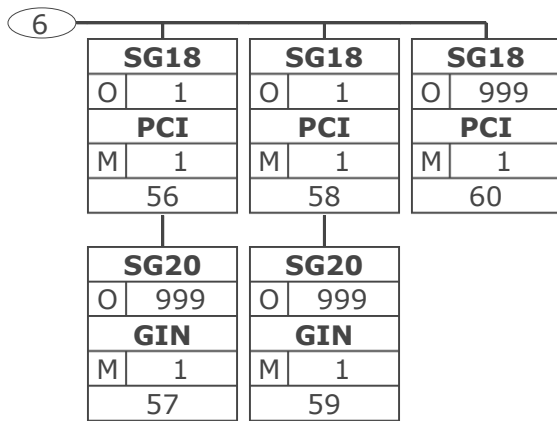 6
SG18 SG18 SG18
O 1 O 1 O 999
PCI PCI PCI
M 1 M 1 M 1
56 58 60
SG20 SG20
O 999 O 999
GIN GIN
M 1 M 1
57 59